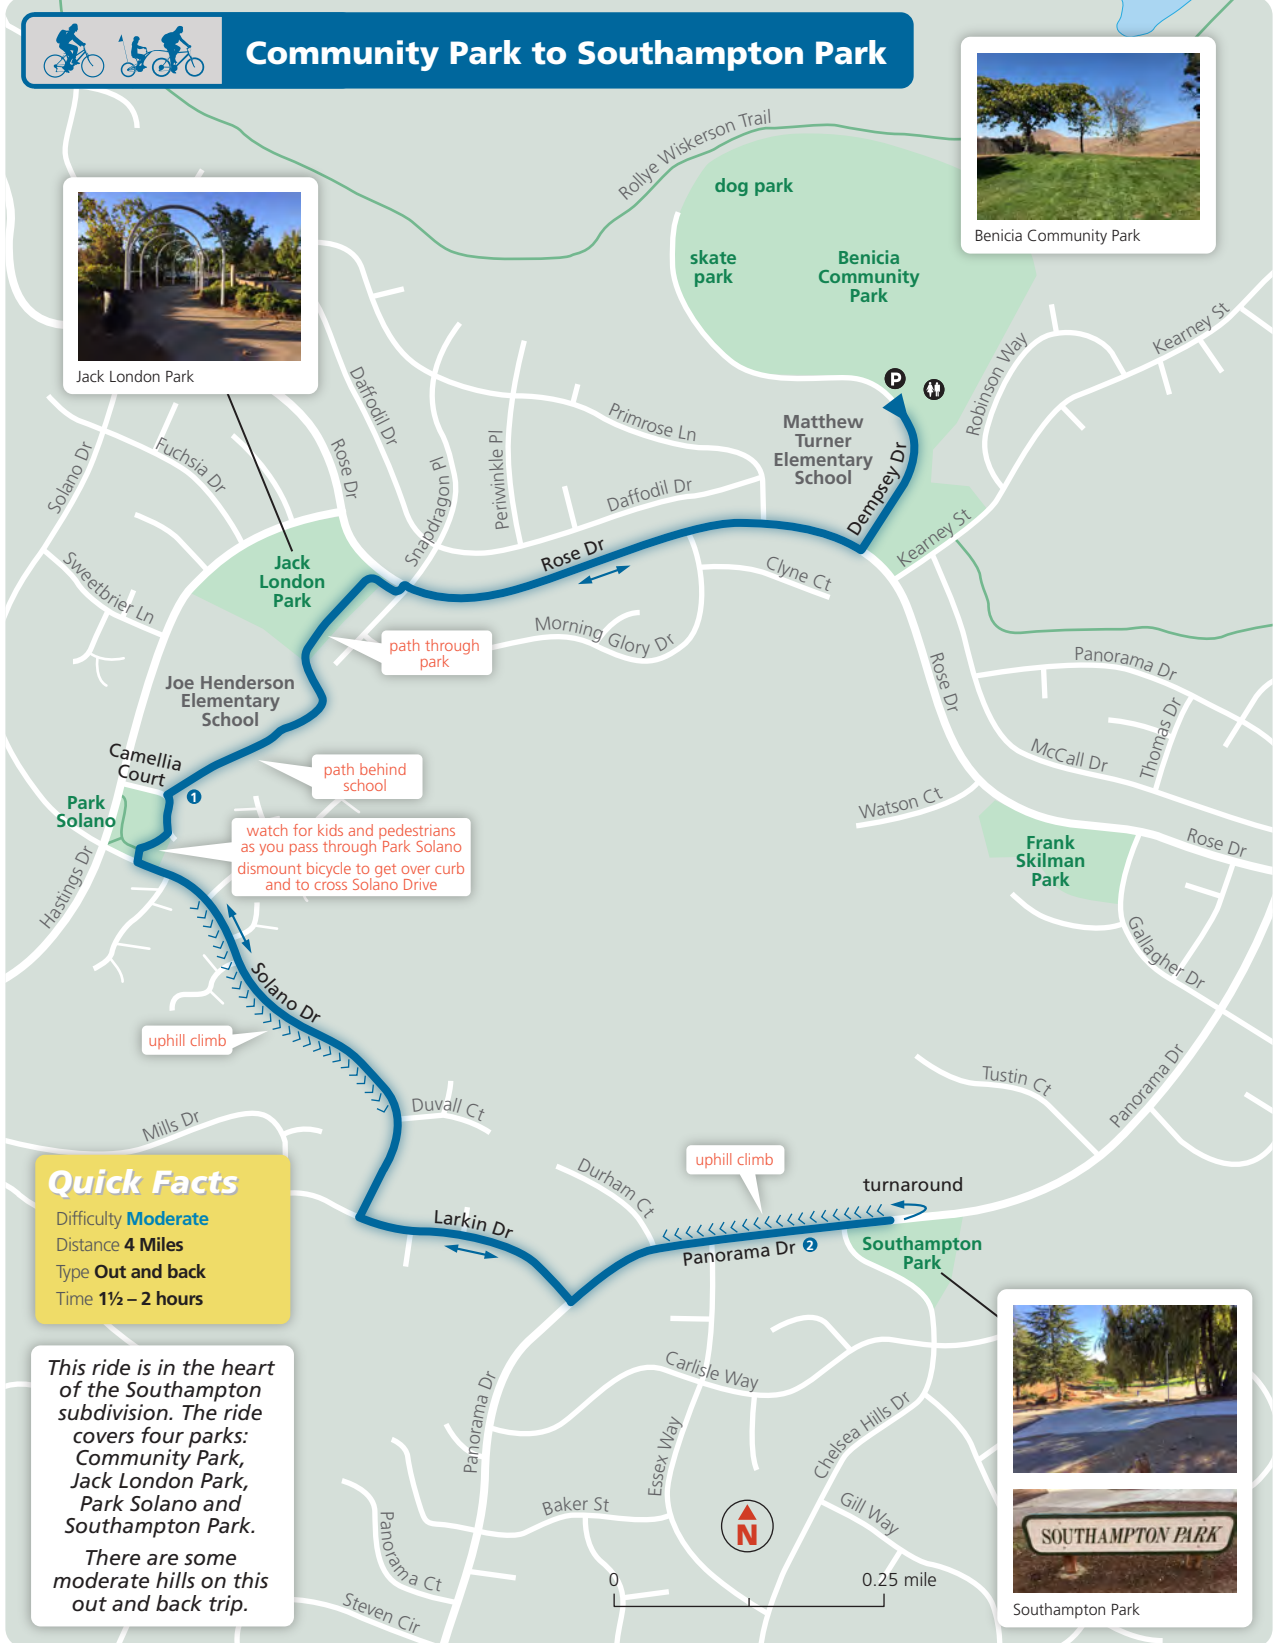 Community Park to Southampton Park
Rollye Wiskerson Trail
dog park
skate
park
Benicia
Community
Park
Benicia Community Park
Jack London Park
Kearney St
Robinson Way
P
Matthew
Turner
Elementary
School
Dempsey Dr
Kearney St
Primrose Ln
Daffodil Dr
Daffodil Dr
Periwinkle Pl
Snapdragon Pl
Rose Dr
Fuchsia Dr
Solano Dr
Sweetbrier Ln
Jack
London
Park
Rose Dr
Clyne Ct
Morning Glory Dr
path through
park
Joe Henderson
Elementary
School
Camellia
Court
path behind
school
1
Park
Solano
watch for kids and pedestrians
as you pass through Park Solano
dismount bicycle to get over curb
and to cross Solano Drive
Hastings Dr
Rose Dr
Panorama Dr
Thomas Dr
McCall Dr
Watson Ct
Frank
Skilman
Park
Rose Dr
Gallagher Dr
Solano Dr
uphill climb
Tustin Ct
Panorama Dr
Duvall Ct
Mills Dr
Durham Ct
uphill climb
turnaround
Larkin Dr
Panorama Dr
2
Southampton
Park
Quick Facts
Difficulty Moderate
Distance 4 Miles
Type Out and back
Time 1½ – 2 hours
This ride is in the heart
of the Southampton
subdivision. The ride
covers four parks:
Community Park,
Jack London Park,
Park Solano and
Southampton Park.
There are some
moderate hills on this
out and back trip.
Panorama Dr
Carlisle Way
Essex Way
Chelsea Hills Dr
Gill Way
Baker St
Panorama Ct
Steven Cir
N
0
0.25 mile
SOUTHAMPTON PARK
Southampton Park